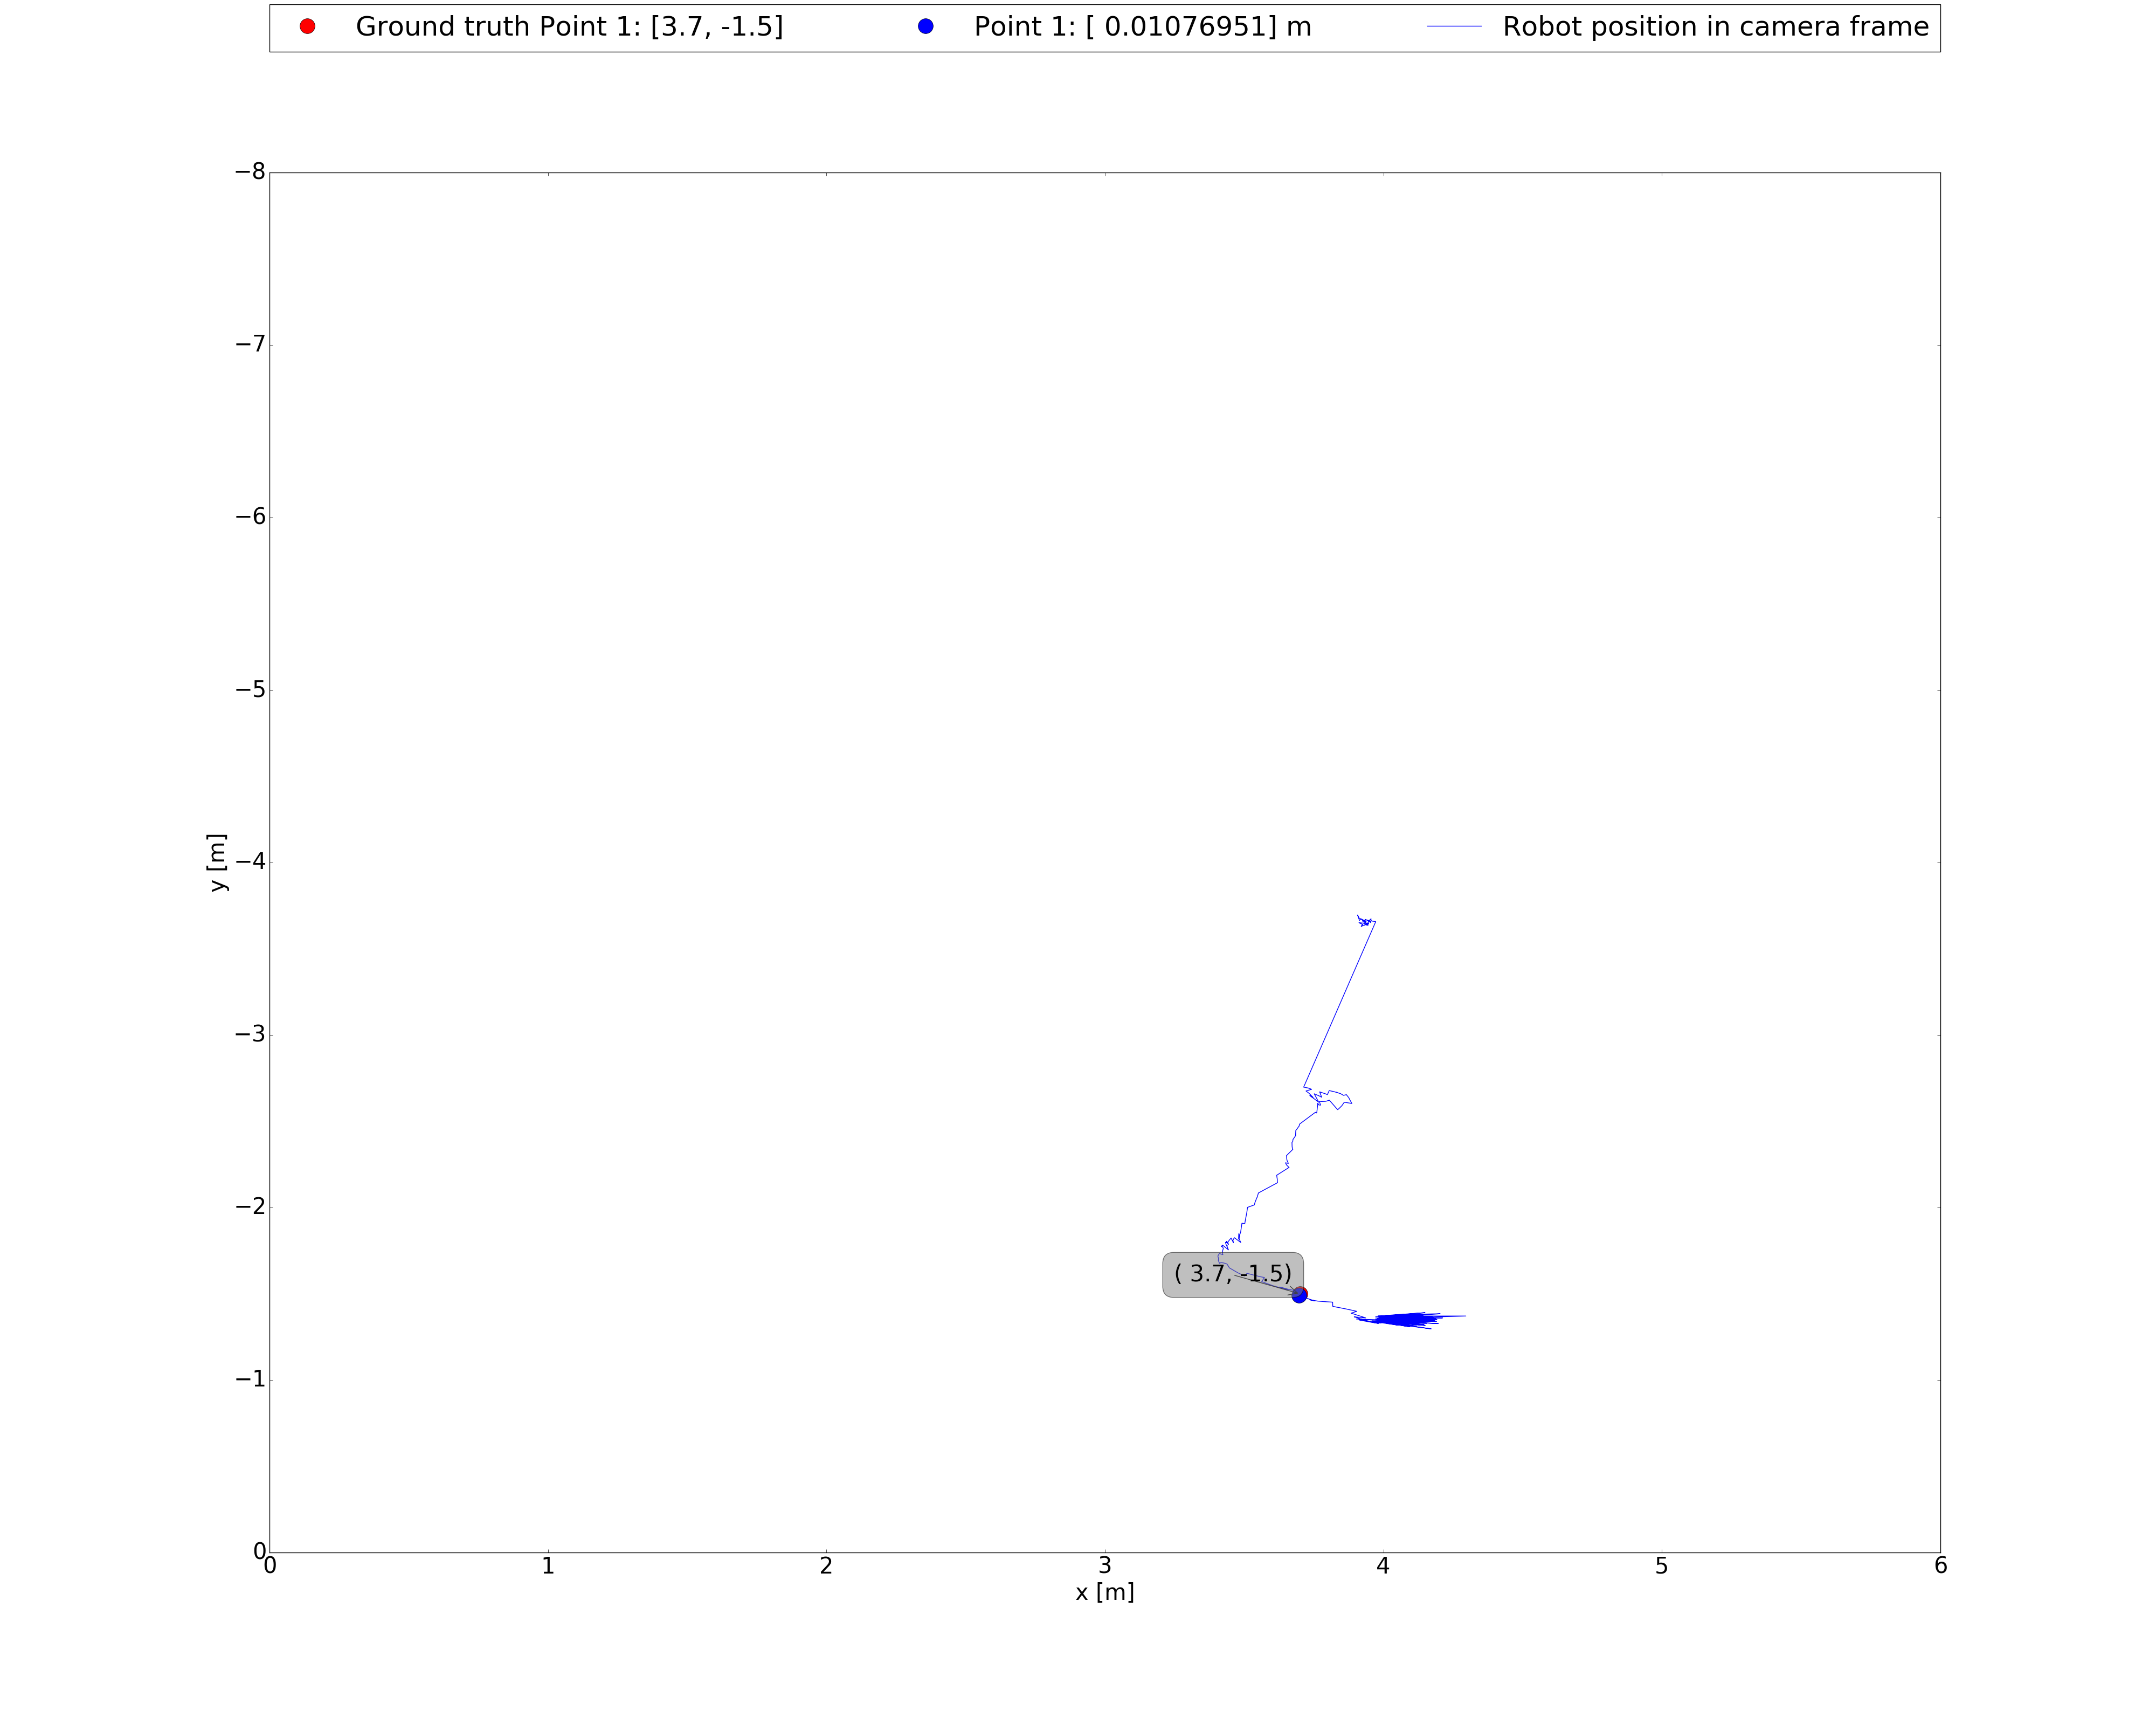 Ground truth Point 1: [3.7, -1.5] Point 1: [ 0.01076951] m Robot position in camera frame
−8
−7
−6
−5
−4
−3
−2
−1
0
y [m]
( 3.7, -1.5)
0 1 2 3 4 5 6
x [m]